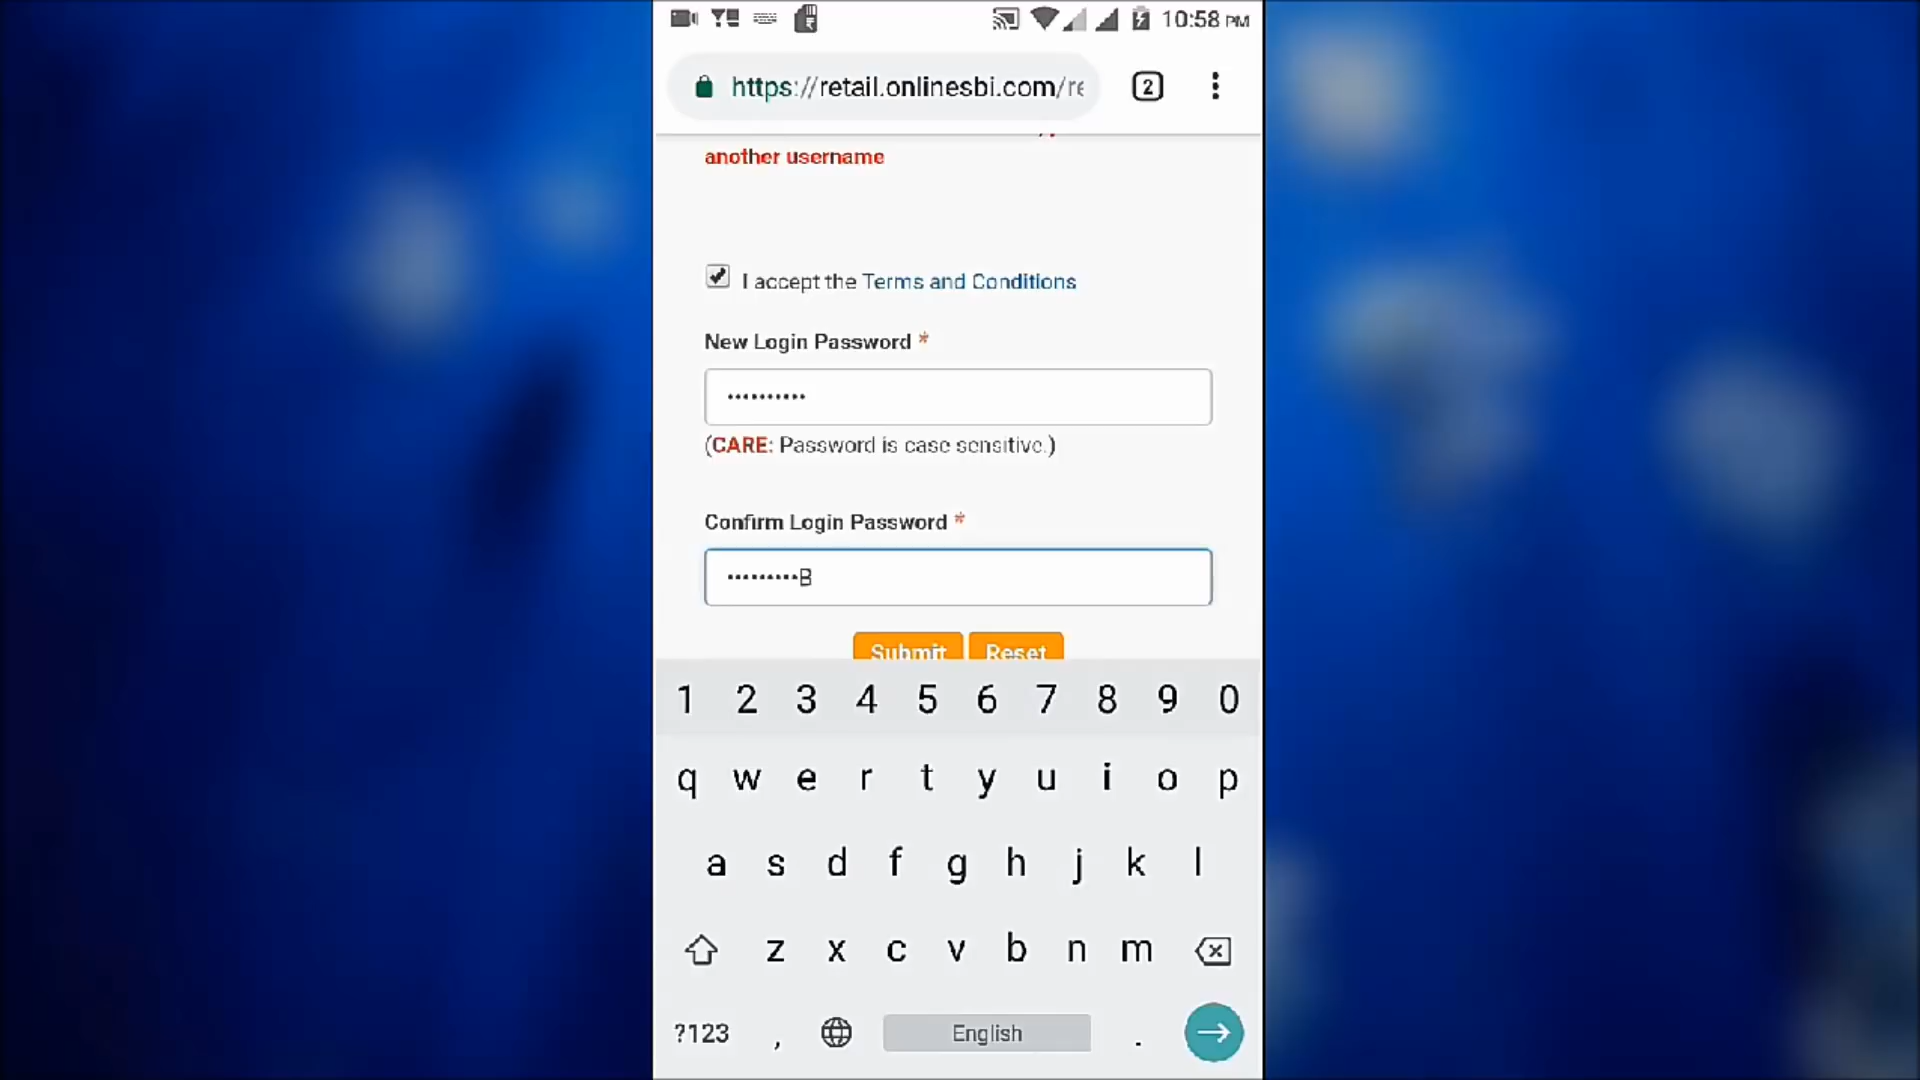 10:58 PM
https://retail.onlinesbi.com/re
2
another username
I accept the Terms and Conditions
New Login Password *
••••••••••
(CARE: Password is case sensitive.)
Confirm Login Password *
•••••••••B
Submit Reset
1 2 3 4 5 6 7 8 9 0
q w e r t y u i o p
a s d f g h j k l
z x c v b n m
?123 , English .